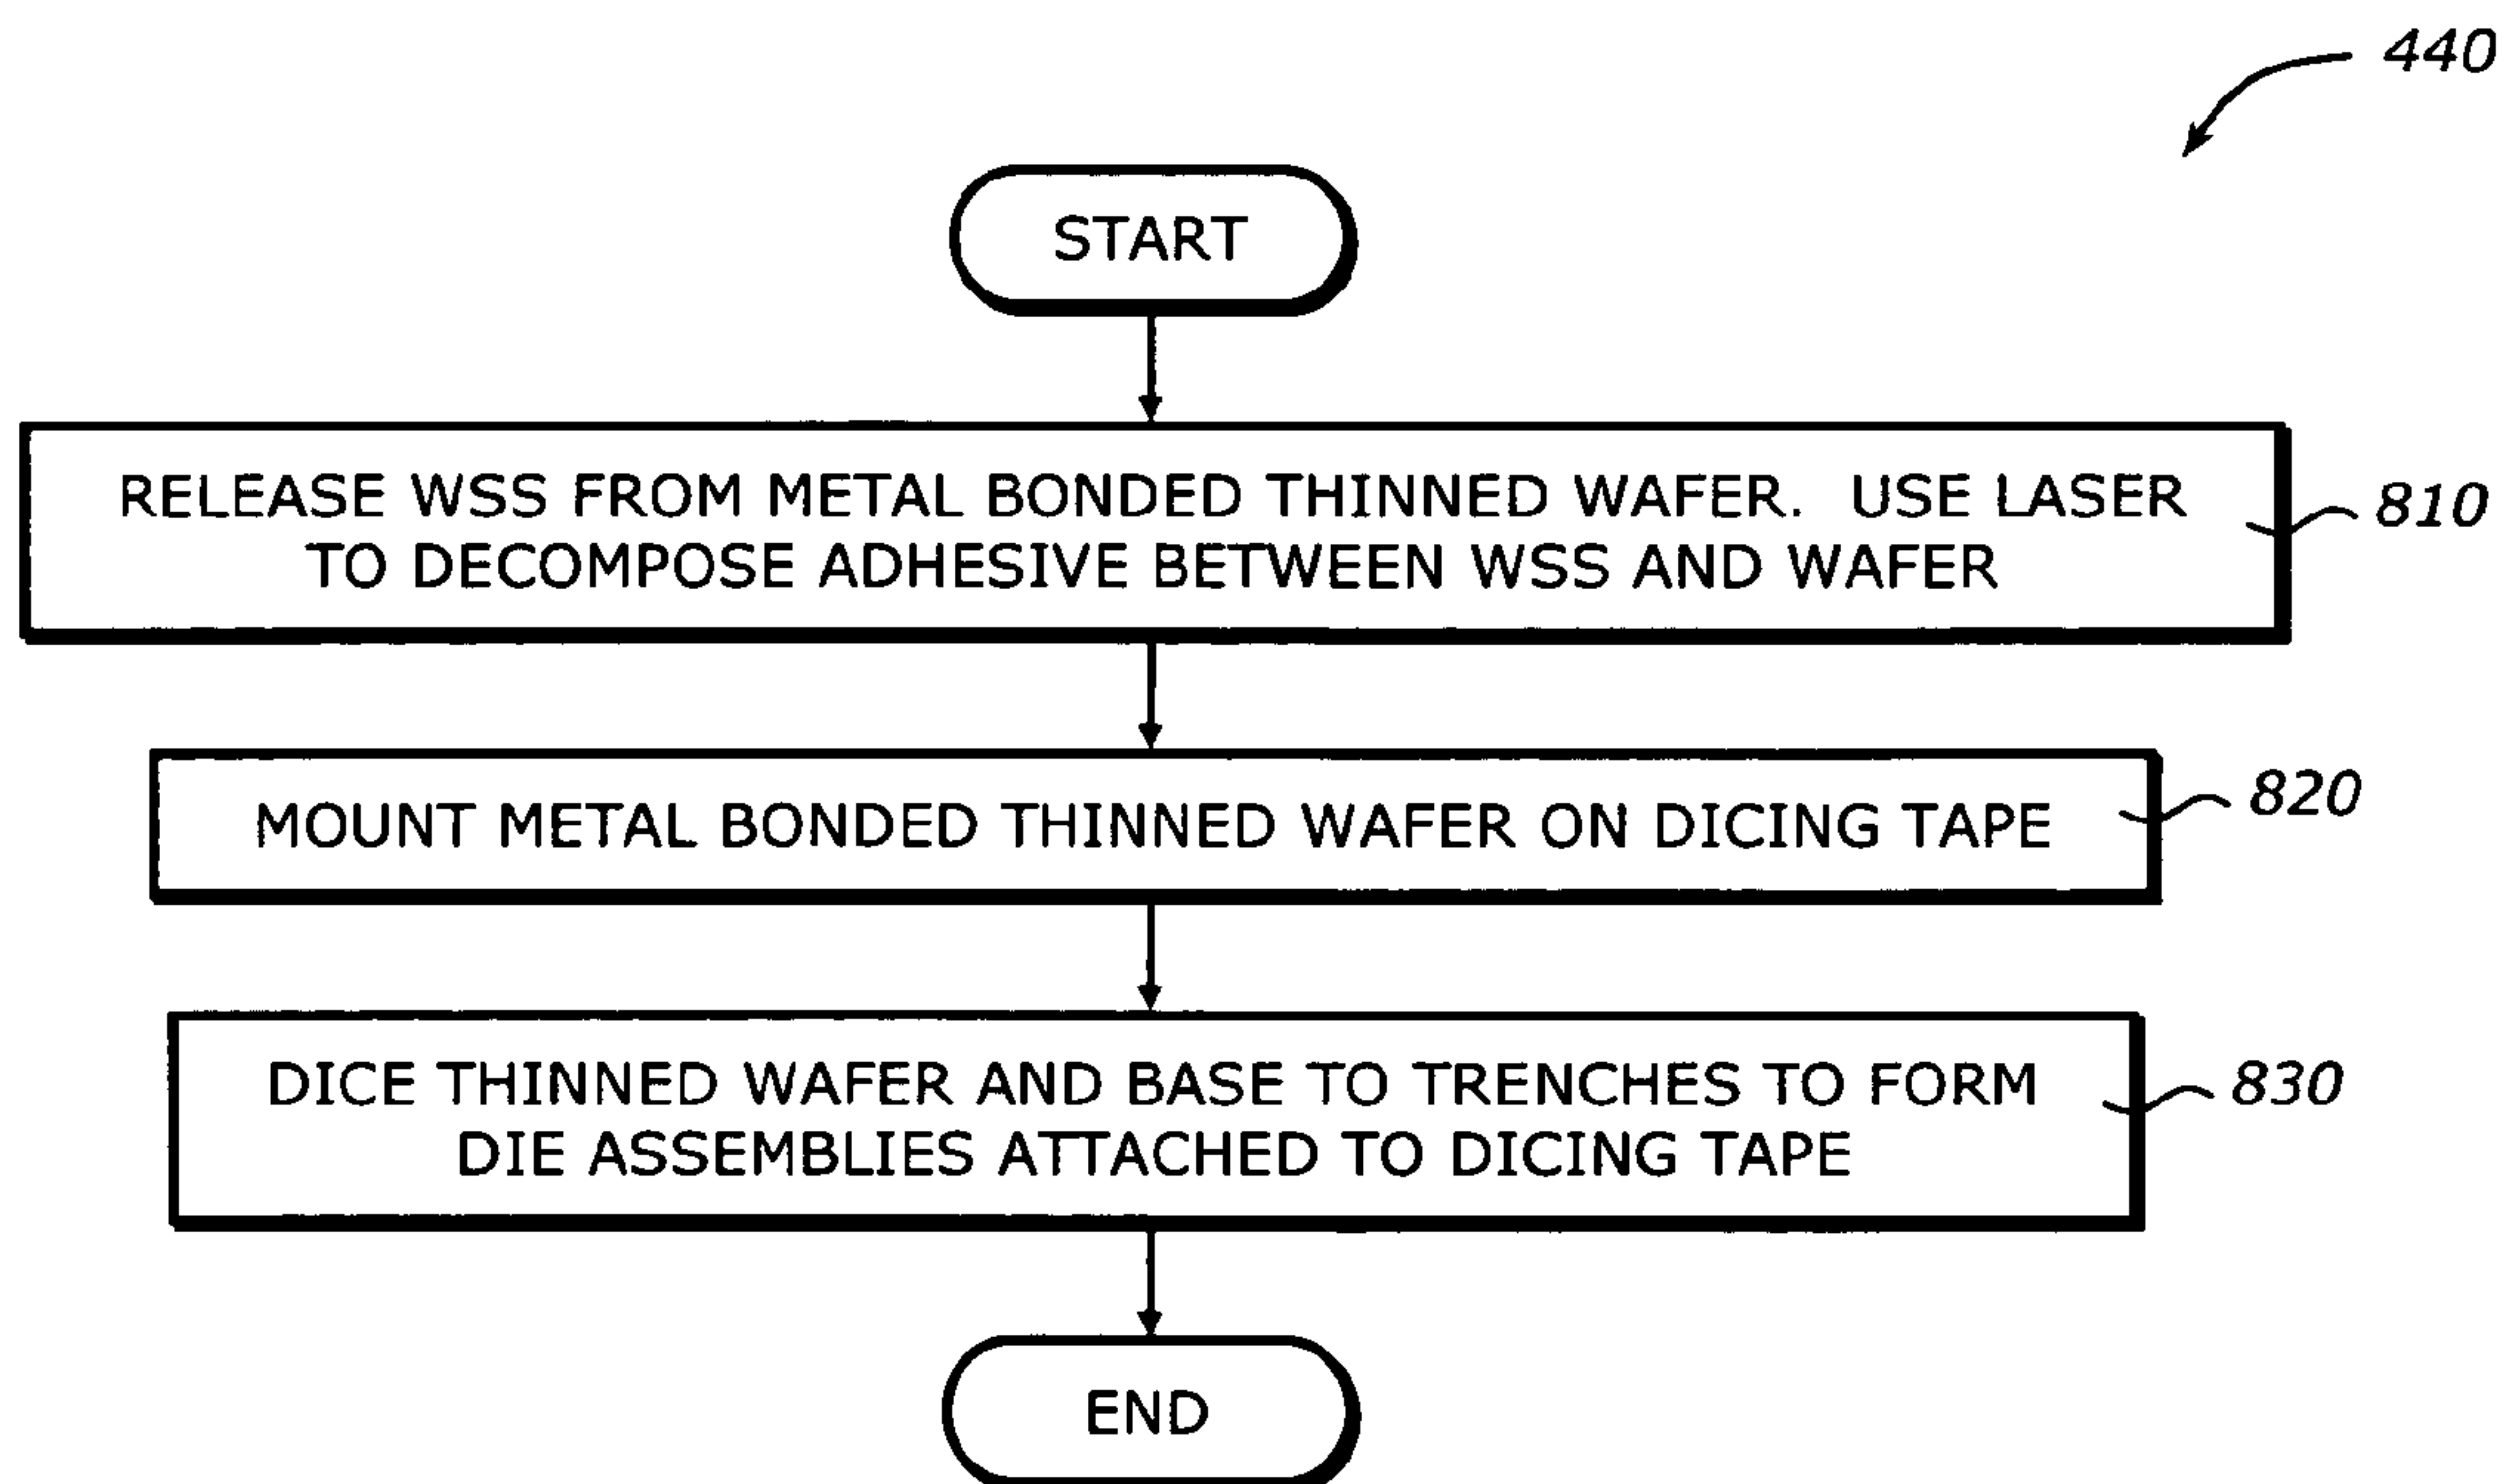 440
START
RELEASE WSS FROM METAL BONDED THINNED WAFER. USE LASER
TO DECOMPOSE ADHESIVE BETWEEN WSS AND WAFER
810
MOUNT METAL BONDED THINNED WAFER ON DICING TAPE
820
DICE THINNED WAFER AND BASE TO TRENCHES TO FORM
DIE ASSEMBLIES ATTACHED TO DICING TAPE
830
END